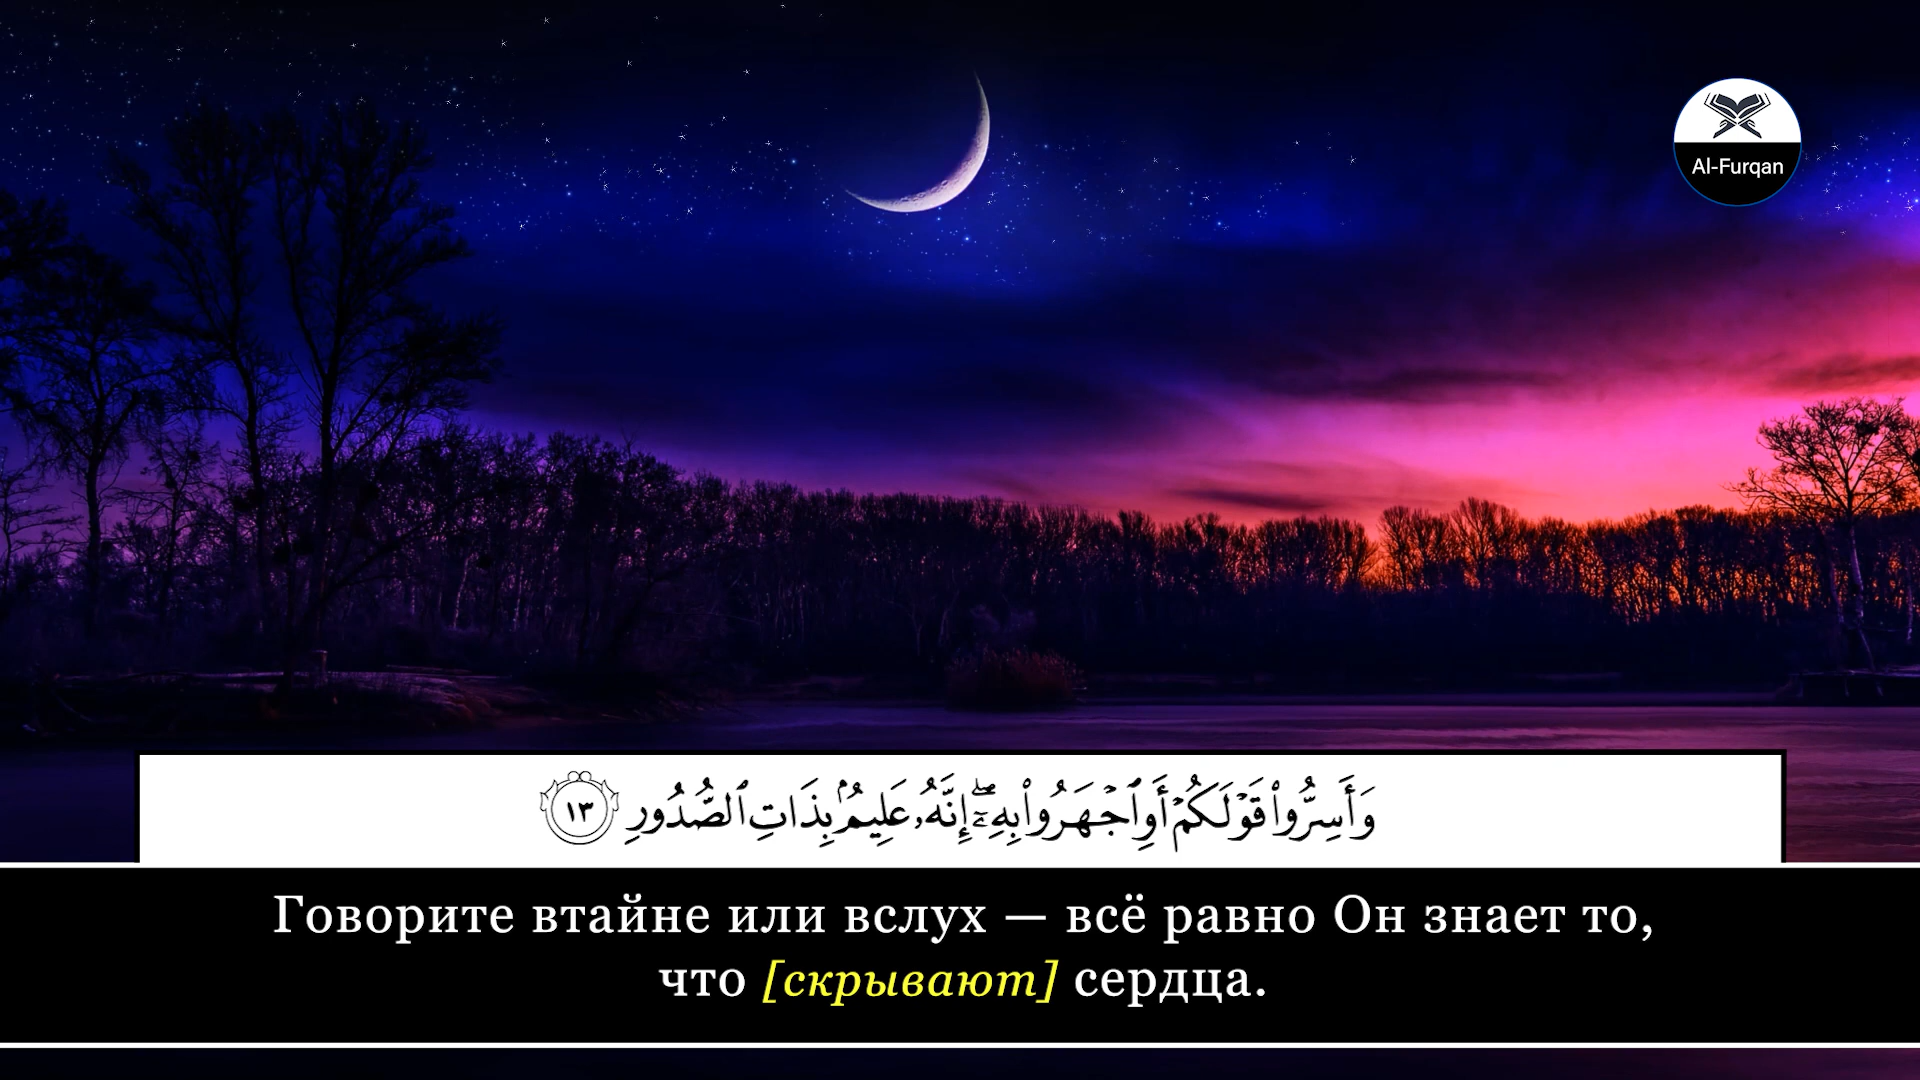 Al-Furqan
وَأَسِرُّوا۟ قَوْلَكُمْ أَوِ ٱجْهَرُوا۟ بِهِۦٓ ۖ إِنَّهُۥ عَلِيمٌۢ بِذَاتِ ٱلصُّدُورِ ١٣
Говорите втайне или вслух — всё равно Он знает то,
что [скрывают] сердца.